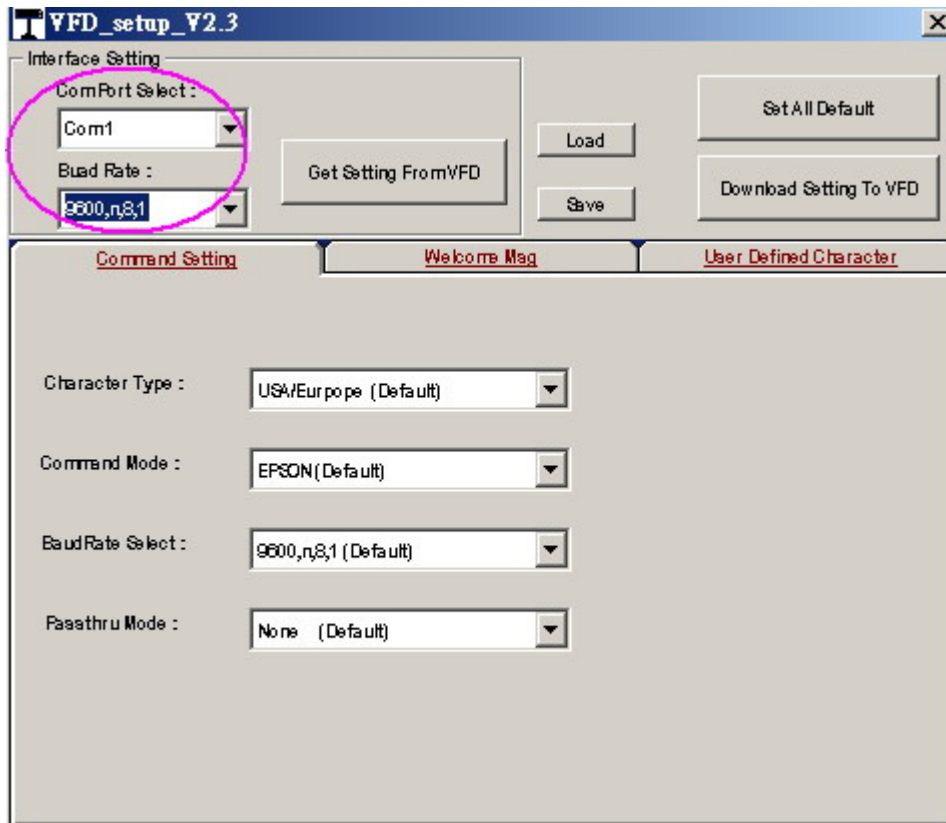 VFD_setup_V2.3
Interface Setting
ComPort Select :
Com1
Buad Rate :
9600,n,8,1
Get Setting From VFD
Load
Save
Set All Default
Download Setting To VFD
Command Setting
Welcome Msg
User Defined Character
Character Type :
USA/Eurpope (Default)
Command Mode :
EPSON(Default)
BaudRate Select :
9600,n,8,1 (Default)
Passthru Mode :
None (Default)